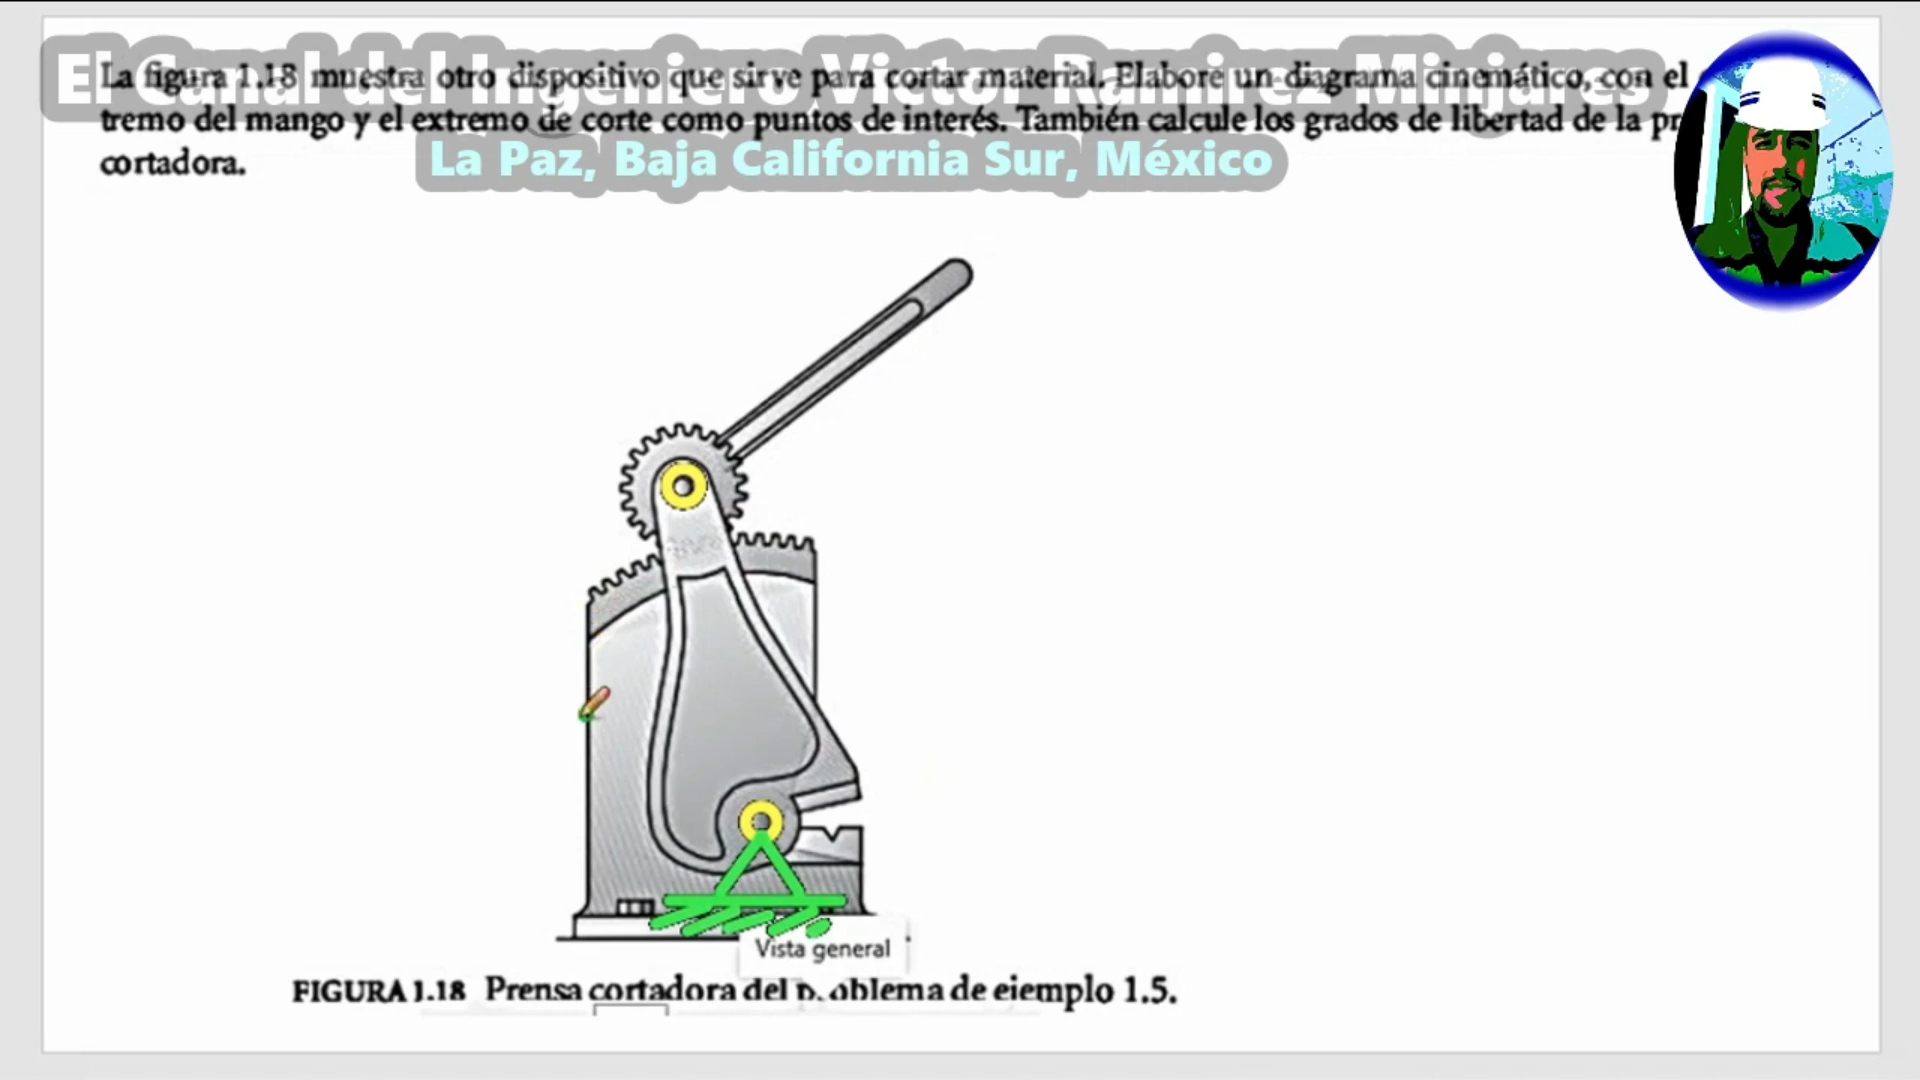 El Canal del Ingeniero Victor Ramirez Minjares
La figura 1.18 muestra otro dispositivo que sirve para cortar material. Elabore un diagrama cinemático, con el
tremo del mango y el extremo de corte como puntos de interés. También calcule los grados de libertad de la
cortadora.
La Paz, Baja California Sur, México
Vista general
FIGURA 1.18 Prensa cortadora del problema de ejemplo 1.5.